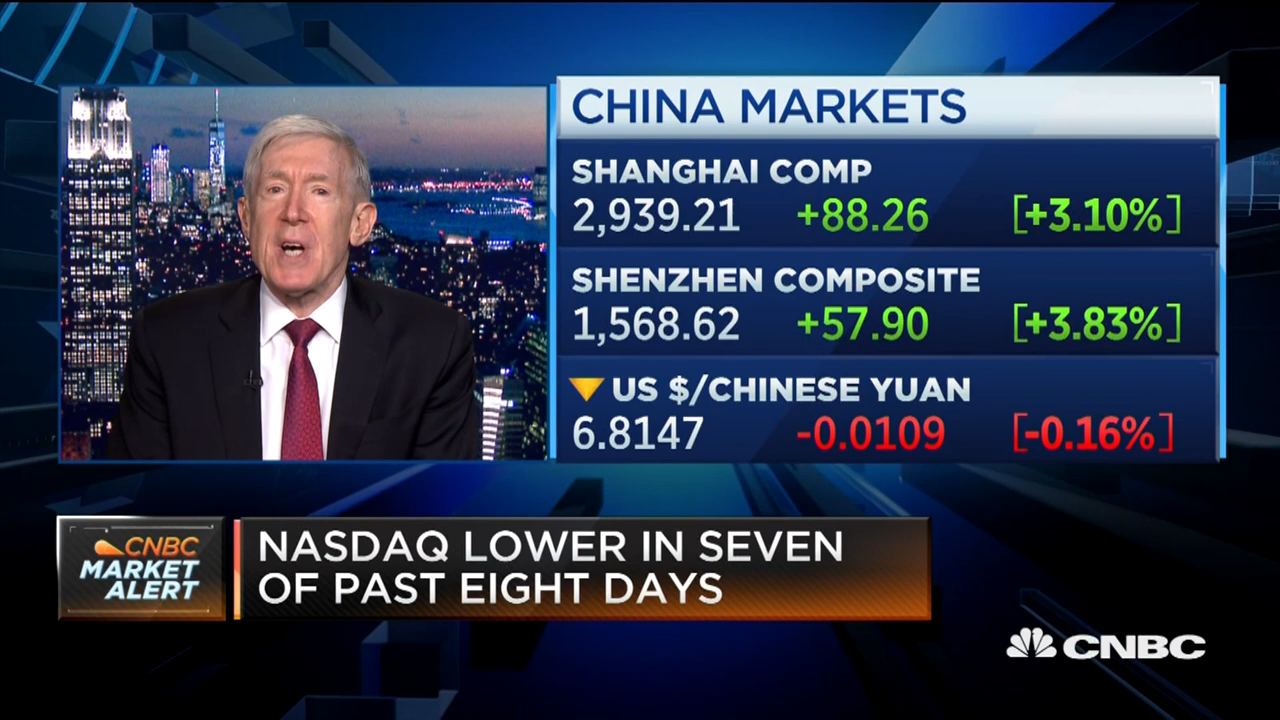 CHINA MARKETS
SHANGHAI COMP
2,939.21 +88.26 [+3.10%]
SHENZHEN COMPOSITE
1,568.62 +57.90 [+3.83%]
US $/CHINESE YUAN
6.8147 -0.0109 [-0.16%]
CNBC
MARKET
ALERT
NASDAQ LOWER IN SEVEN
OF PAST EIGHT DAYS
CNBC